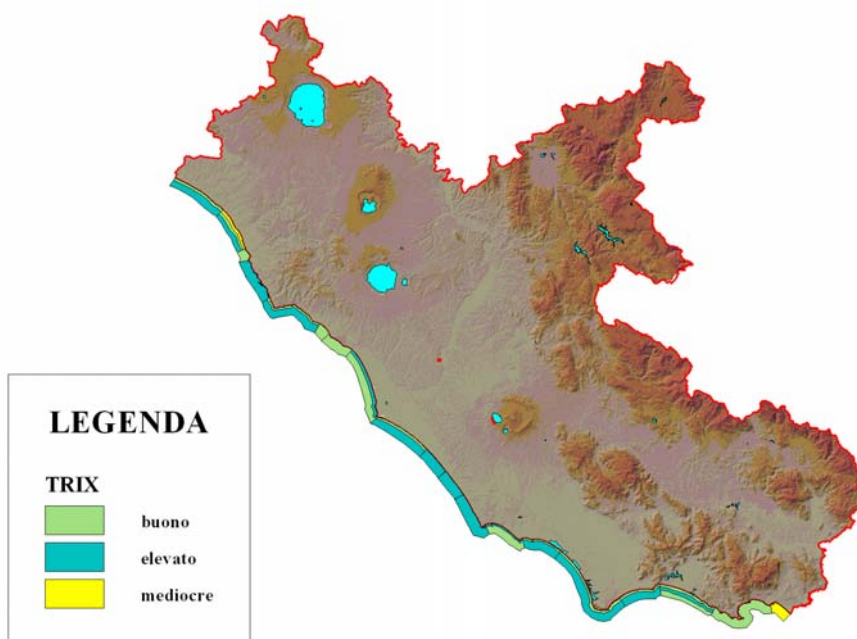 LEGENDA
TRIX
buono
elevato
mediocre